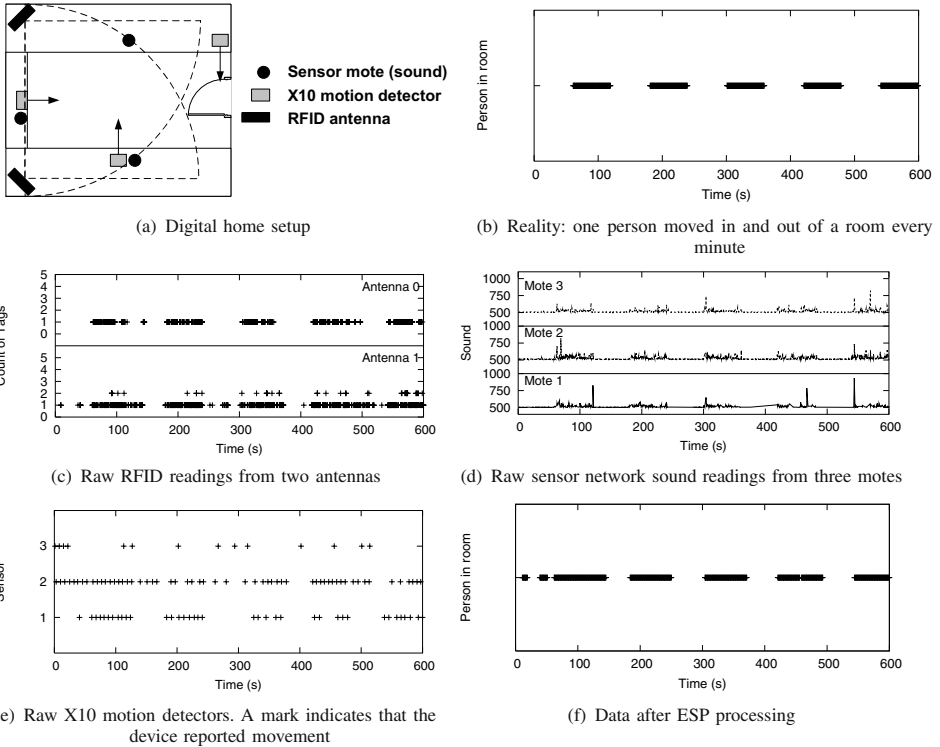 Sensor mote (sound)
X10 motion detector
RFID antenna
(a) Digital home setup
Person in room
0 100 200 300 400 500 600
Time (s)
(b) Reality: one person moved in and out of a room every
minute
Count of Tags
5
4
3
2
1
0
Antenna 0
5
4
3
2
1
0
Antenna 1
0 100 200 300 400 500 600
Time (s)
(c) Raw RFID readings from two antennas
Sound
1000
750
500
Mote 3
1000
750
500
Mote 2
1000
750
500
Mote 1
0 100 200 300 400 500 600
Time (s)
(d) Raw sensor network sound readings from three motes
Sensor
3
2
1
0 100 200 300 400 500 600
Time (s)
e) Raw X10 motion detectors. A mark indicates that the
device reported movement
Person in room
0 100 200 300 400 500 600
Time (s)
(f) Data after ESP processing